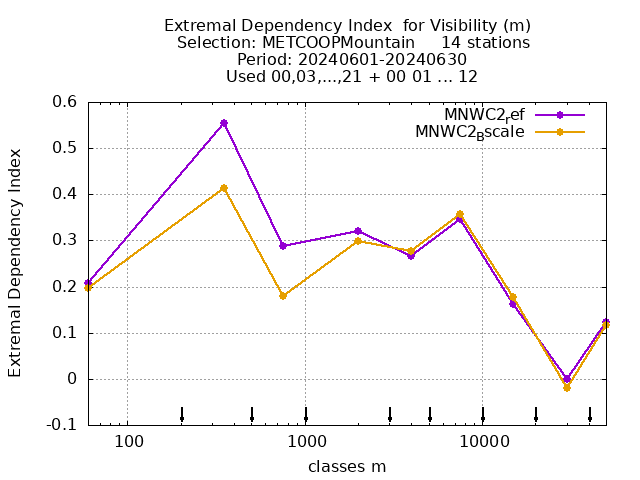 Extremal Dependency Index  for Visibility (m)
Selection: METCOOPMountain     14 stations
Period: 20240601-20240630
Used 00,03,...,21 + 00 01 ... 12
MNWC2ref
MNWC2Bscale
0.6
0.5
0.4
0.3
0.2
0.1
0
-0.1
Extremal Dependency Index
100
1000
10000
classes m